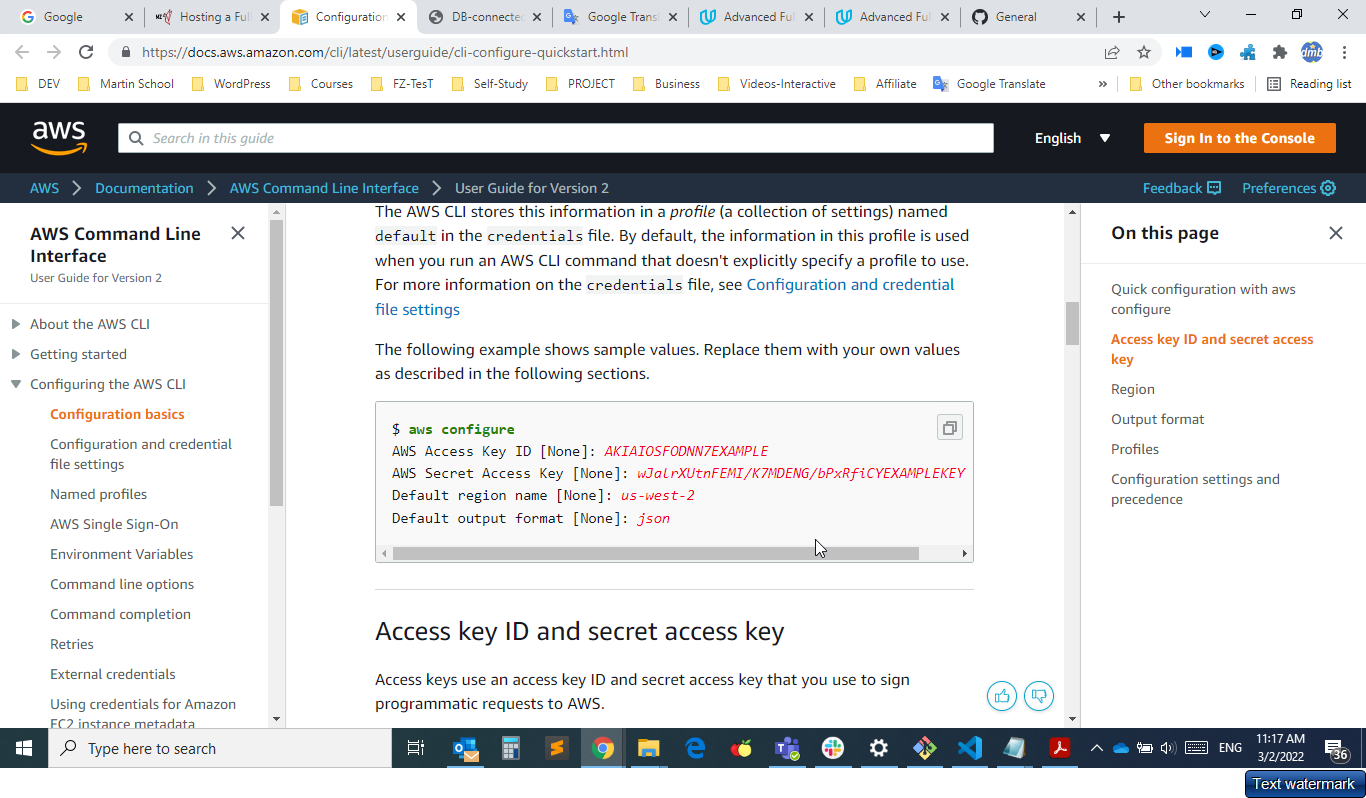 Google
Hosting a Ful
Configuration
DB-connecte
Google Trans
Advanced Ful
Advanced Ful
General
https://docs.aws.amazon.com/cli/latest/userguide/cli-configure-quickstart.html
dmb
DEV
Martin School
WordPress
Courses
FZ-TesT
Self-Study
PROJECT
Business
Videos-Interactive
Affiliate
Google Translate
»
Other bookmarks
Reading list
aws
Search in this guide
English
Sign In to the Console
AWS
Documentation
AWS Command Line Interface
User Guide for Version 2
Feedback
Preferences
AWS Command Line
Interface
User Guide for Version 2
About the AWS CLI
Getting started
Configuring the AWS CLI
Configuration basics
Configuration and credential
file settings
Named profiles
AWS Single Sign-On
Environment Variables
Command line options
Command completion
Retries
External credentials
Using credentials for Amazon
EC2 instance metadata
The AWS CLI stores this information in a profile (a collection of settings) named
default in the credentials file. By default, the information in this profile is used
when you run an AWS CLI command that doesn't explicitly specify a profile to use.
For more information on the credentials file, see Configuration and credential
file settings
The following example shows sample values. Replace them with your own values
as described in the following sections.
$ aws configure
AWS Access Key ID [None]: AKIAIOSFODNN7EXAMPLE
AWS Secret Access Key [None]: wJalrXUtnFEMI/K7MDENG/bPxRfiCYEXAMPLEKEY
Default region name [None]: us-west-2
Default output format [None]: json
Access key ID and secret access key
Access keys use an access key ID and secret access key that you use to sign
programmatic requests to AWS.
On this page
Quick configuration with aws
configure
Access key ID and secret access
key
Region
Output format
Profiles
Configuration settings and
precedence
Type here to search
ENG
11:17 AM
3/2/2022
36
Text watermark